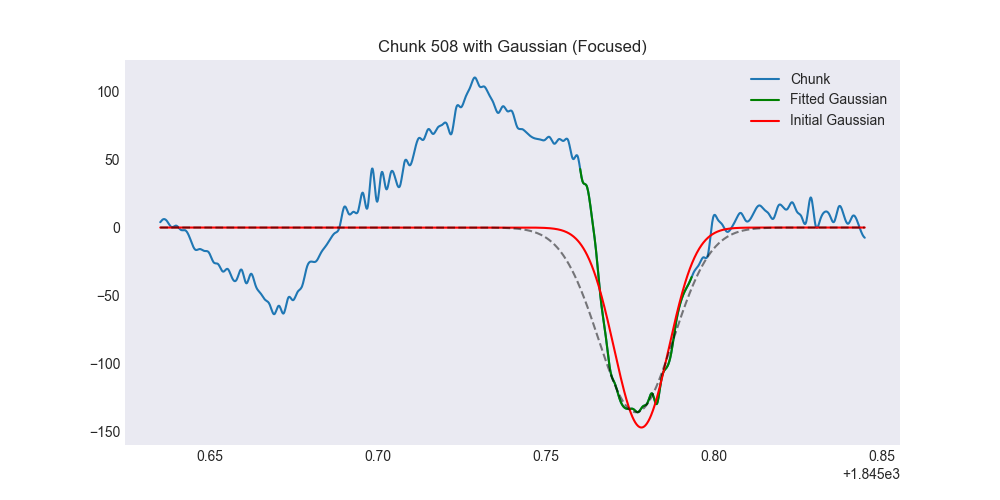 Chunk 508 with Gaussian (Focused)
Chunk
Fitted Gaussian
Initial Gaussian
100
50
0
−50
−100
−150
0.65
0.70
0.75
0.80
0.85
+1.845e3